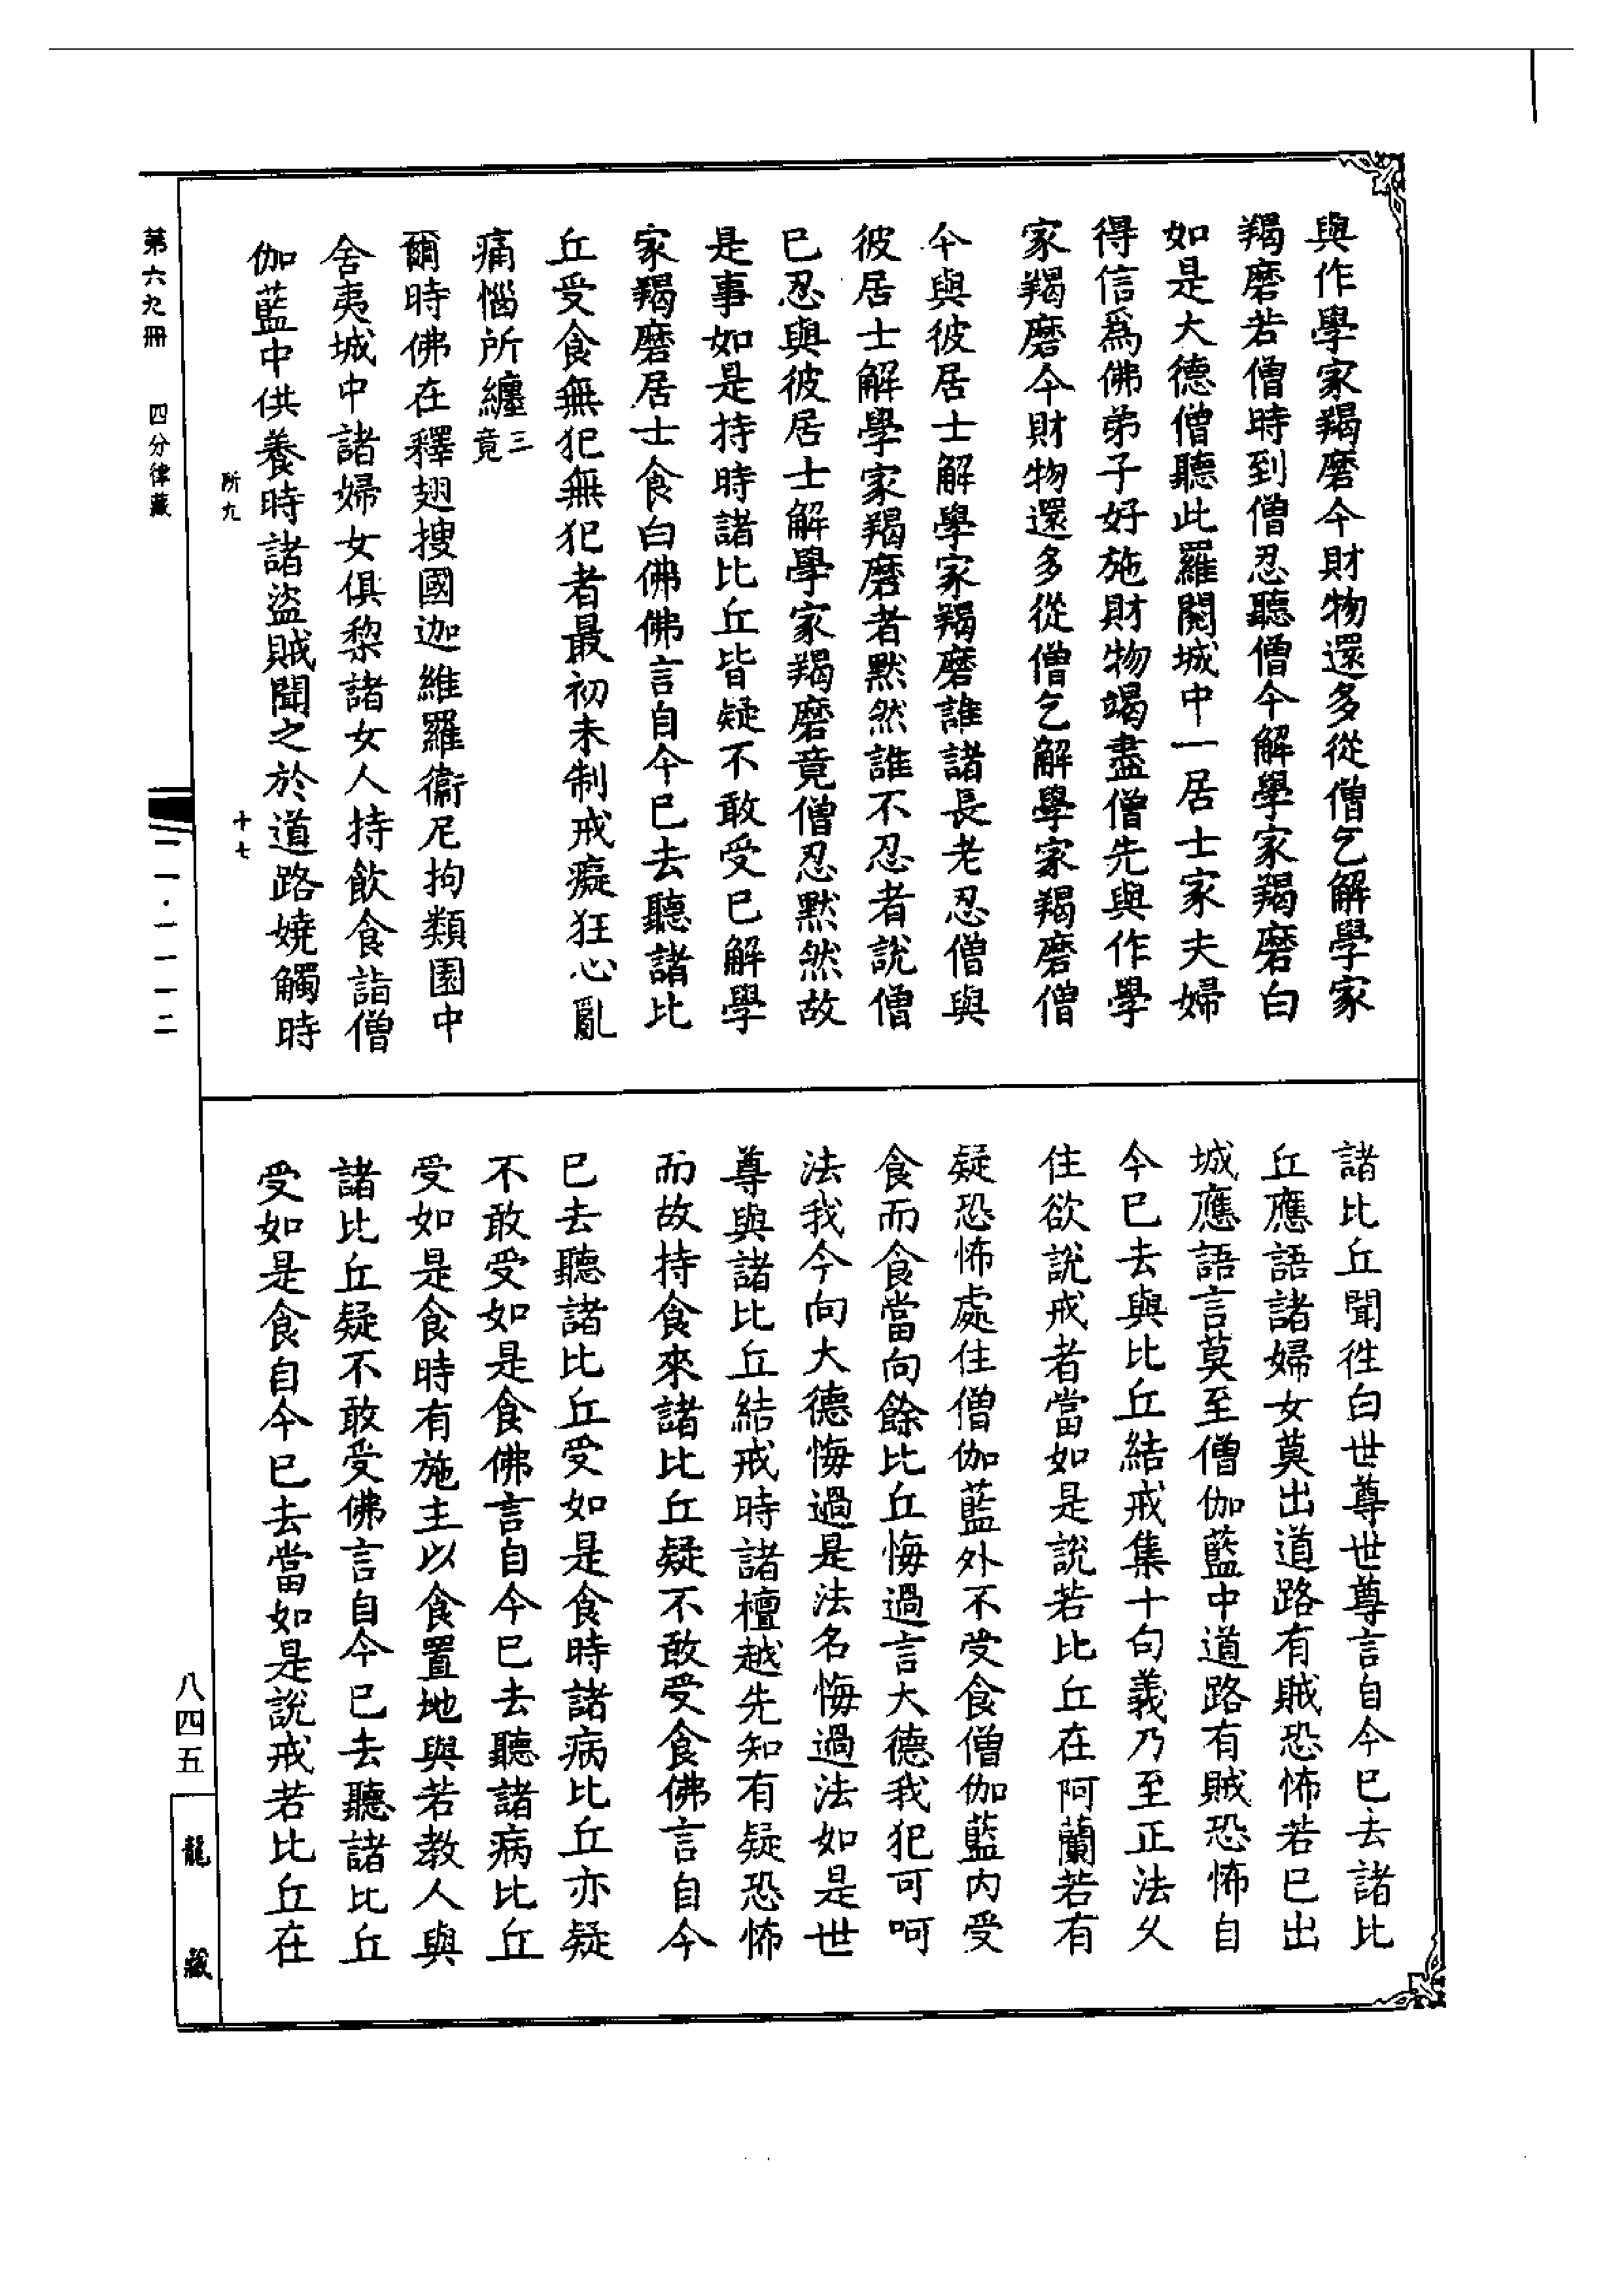 與作學家羯磨今財物還多從僧乞解學家
羯磨若僧時到僧忍聽僧今解學家羯磨白
如是大德僧聽此羅閱城中一居士家夫婦
得信爲佛弟子好施財物竭盡僧先與作學
家羯磨今財物還多從僧乞解學家羯磨僧
今與彼居士解學家羯磨誰諸長老忍僧與
彼居士解學家羯磨者默然誰不忍者說僧
已忍與彼居士解學家羯磨竟僧忍默然故
是事如是持時諸比丘皆疑不敢受已解學
家羯磨居士食白佛佛言自今已去聽諸比
丘受食無犯無犯者最初未制戒癡狂心亂
痛惱所纏三竟
爾時佛在釋翅搜國迦維羅衞尼拘類園中
舍夷城中諸婦女俱棃諸女人持飲食詣僧
伽藍中供養時諸盜賊聞之於道路嬈觸時
諸比丘聞徃白世尊世尊言自今已去諸比
丘應語諸婦女莫出道路有賊恐怖若已出
城應語言莫至僧伽藍中道路有賊恐怖自
今已去與比丘結戒集十句義乃至正法久
住欲說戒者當如是說若比丘在阿蘭若有
疑恐怖處住僧伽藍外不受食僧伽藍內受
食而食當向餘比丘悔過言大德我犯可呵
法我今向大德悔過是法名悔過法如是世
尊與諸比丘結戒時諸檀越先知有疑恐怖
而故持食來諸比丘疑不敢受食佛言自今
已去聽諸比丘受如是食時諸病比丘亦疑
不敢受如是食佛言自今已去聽諸病比丘
受如是食時有施主以食置地與若教人與
諸比丘疑不敢受佛言自今已去聽諸比丘
受如是食自今已去當如是說戒若比丘在
所九
十七
第六九冊 四分律藏
二一·一一一二
八四五
龍藏